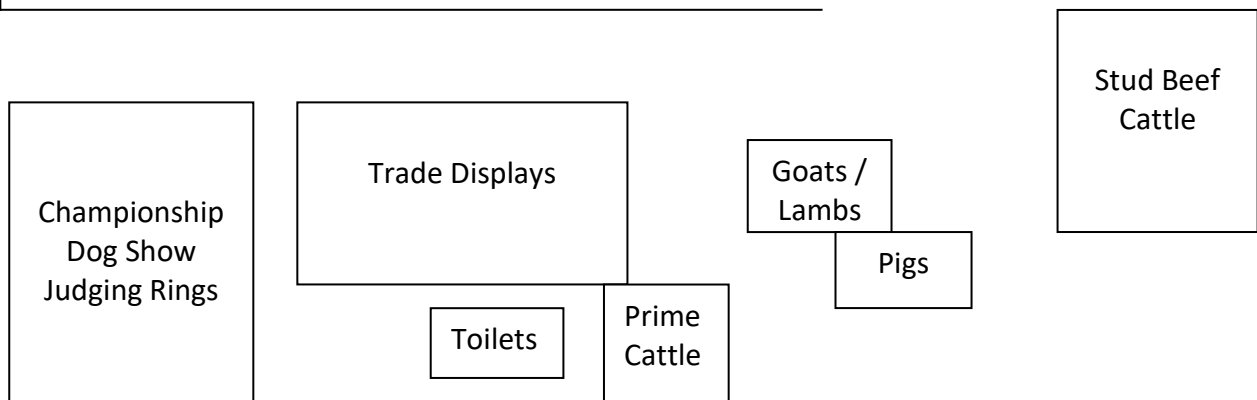 Championship
Dog Show
Judging Rings
Trade Displays
Toilets
Prime
Cattle
Goats /
Lambs
Pigs
Stud Beef
Cattle